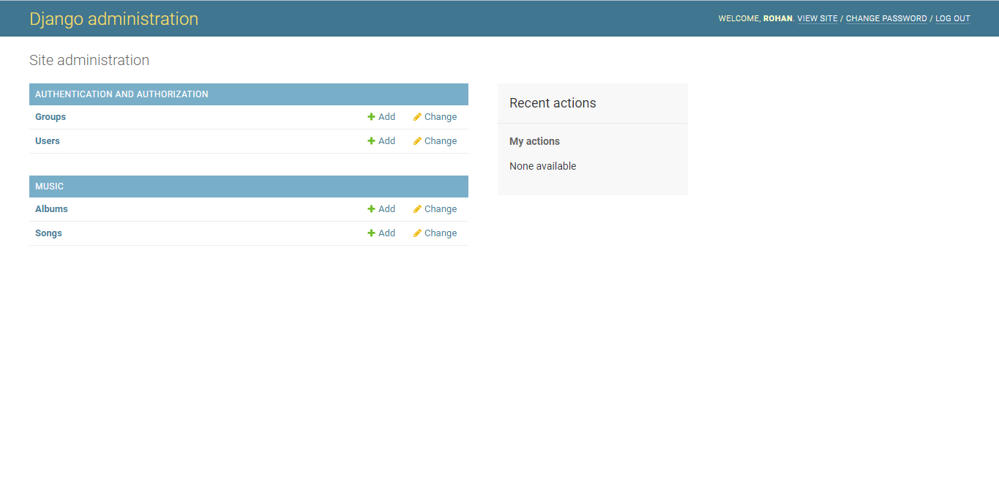 Django administration
WELCOME, ROHAN. VIEW SITE / CHANGE PASSWORD / LOG OUT
Site administration
AUTHENTICATION AND AUTHORIZATION
Groups Add Change
Users Add Change
MUSIC
Albums Add Change
Songs Add Change
Recent actions
My actions
None available